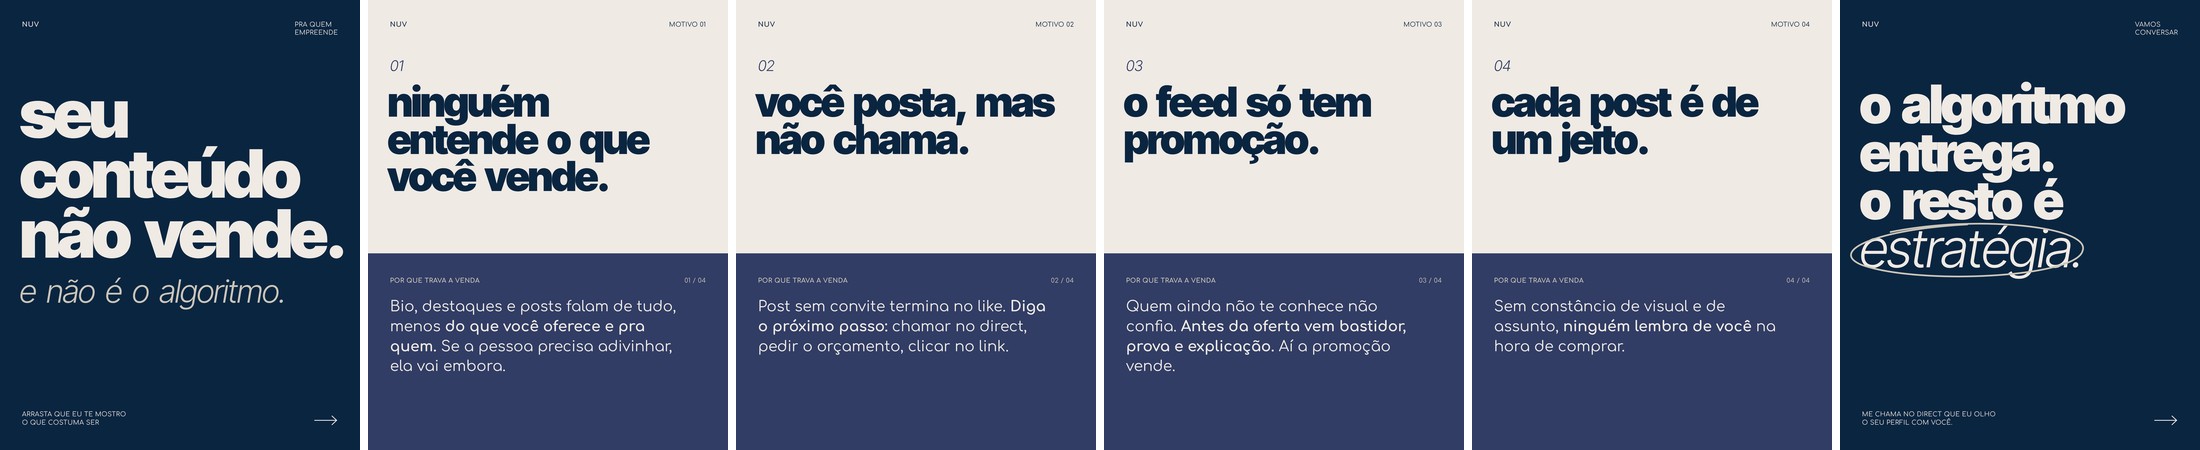 NUV
PRA QUEM
EMPREENDE
seu
conteúdo
não vende.
e não é o algoritmo.
ARRASTA QUE EU TE MOSTRO
O QUE COSTUMA SER
NUV
MOTIVO 01
01
ninguém
entende o que
você vende.
POR QUE TRAVA A VENDA
01 / 04
Bio, destaques e posts falam de tudo,
menos do que você oferece e pra
quem. Se a pessoa precisa adivinhar,
ela vai embora.
NUV
MOTIVO 02
02
você posta, mas
não chama.
POR QUE TRAVA A VENDA
02 / 04
Post sem convite termina no like. Diga
o próximo passo: chamar no direct,
pedir o orçamento, clicar no link.
NUV
MOTIVO 03
03
o feed só tem
promoção.
POR QUE TRAVA A VENDA
03 / 04
Quem ainda não te conhece não
confia. Antes da oferta vem bastidor,
prova e explicação. Aí a promoção
vende.
NUV
MOTIVO 04
04
cada post é de
um jeito.
POR QUE TRAVA A VENDA
04 / 04
Sem constância de visual e de
assunto, ninguém lembra de você na
hora de comprar.
NUV
VAMOS
CONVERSAR
o algoritmo
entrega.
o resto é
estratégia.
ME CHAMA NO DIRECT QUE EU OLHO
O SEU PERFIL COM VOCÊ.